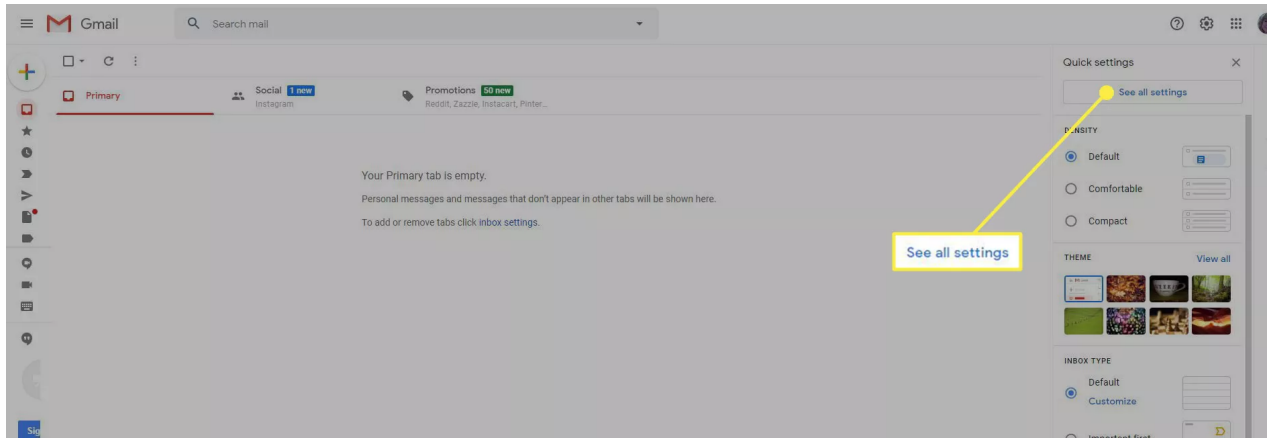 Gmail
Search mail
Quick settings
See all settings
Primary
Social 1 new
Instagram
Promotions 50 new
Reddit, Zazzle, Instacart, Pinter...
DENSITY
Default
Comfortable
Compact
Your Primary tab is empty.
Personal messages and messages that don't appear in other tabs will be shown here.
To add or remove tabs click inbox settings.
See all settings
THEME
View all
INBOX TYPE
Default
Customize
Important first
Sig